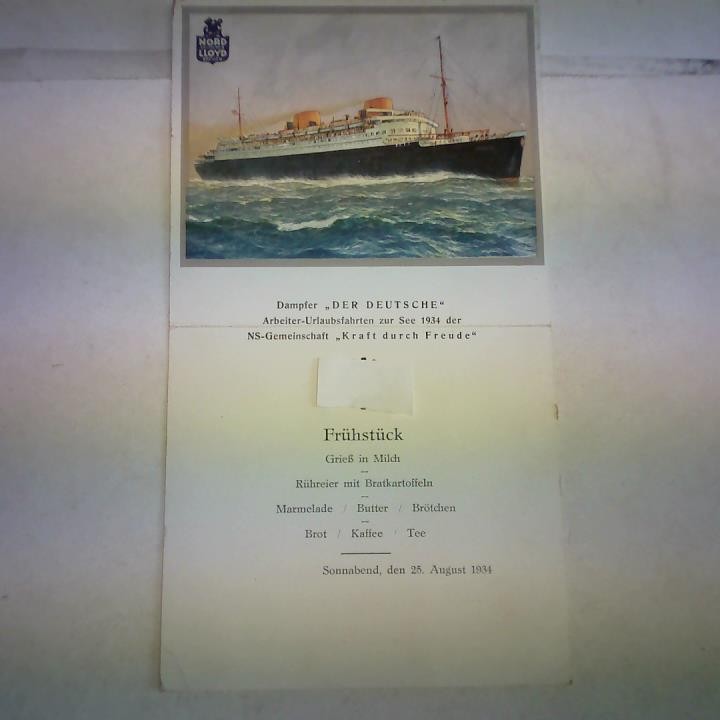 NORD
LLOYD
BREMEN
Dampfer „DER DEUTSCHE“
Arbeiter-Urlaubsfahrten zur See 1934 der
NS-Gemeinschaft „Kraft durch Freude“
Frühstück
Grieß in Milch
Rühreier mit Bratkartoffeln
Marmelade / Butter / Brötchen
Brot / Kaffee / Tee
Sonnabend, den 25. August 1934